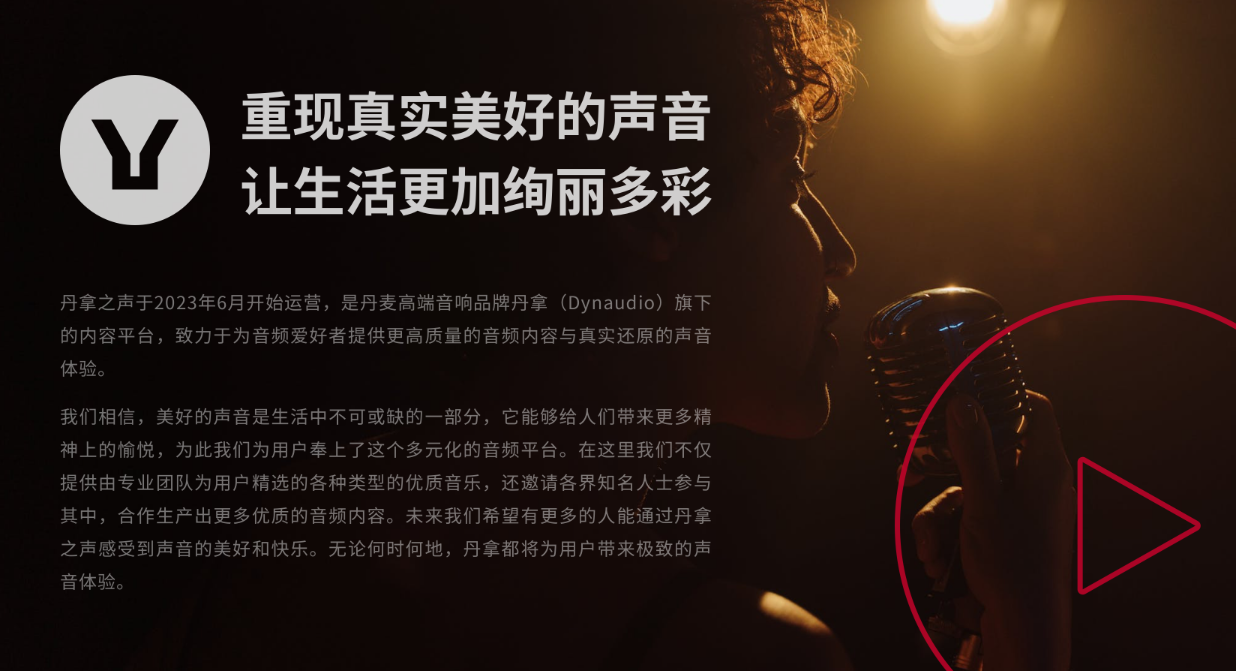 重现真实美好的声音
让生活更加绚丽多彩
丹拿之声于2023年6月开始运营，是丹麦高端音响品牌丹拿（Dynaudio）旗下
的内容平台，致力于为音频爱好者提供更高质量的音频内容与真实还原的声音
体验。
我们相信，美好的声音是生活中不可或缺的一部分，它能够给人们带来更多精
神上的愉悦，为此我们为用户奉上了这个多元化的音频平台。在这里我们不仅
提供由专业团队为用户精选的各种类型的优质音乐，还邀请各界知名人士参与
其中，合作生产出更多优质的音频内容。未来我们希望有更多的人能通过丹拿
之声感受到声音的美好和快乐。无论何时何地，丹拿都将为用户带来极致的声
音体验。